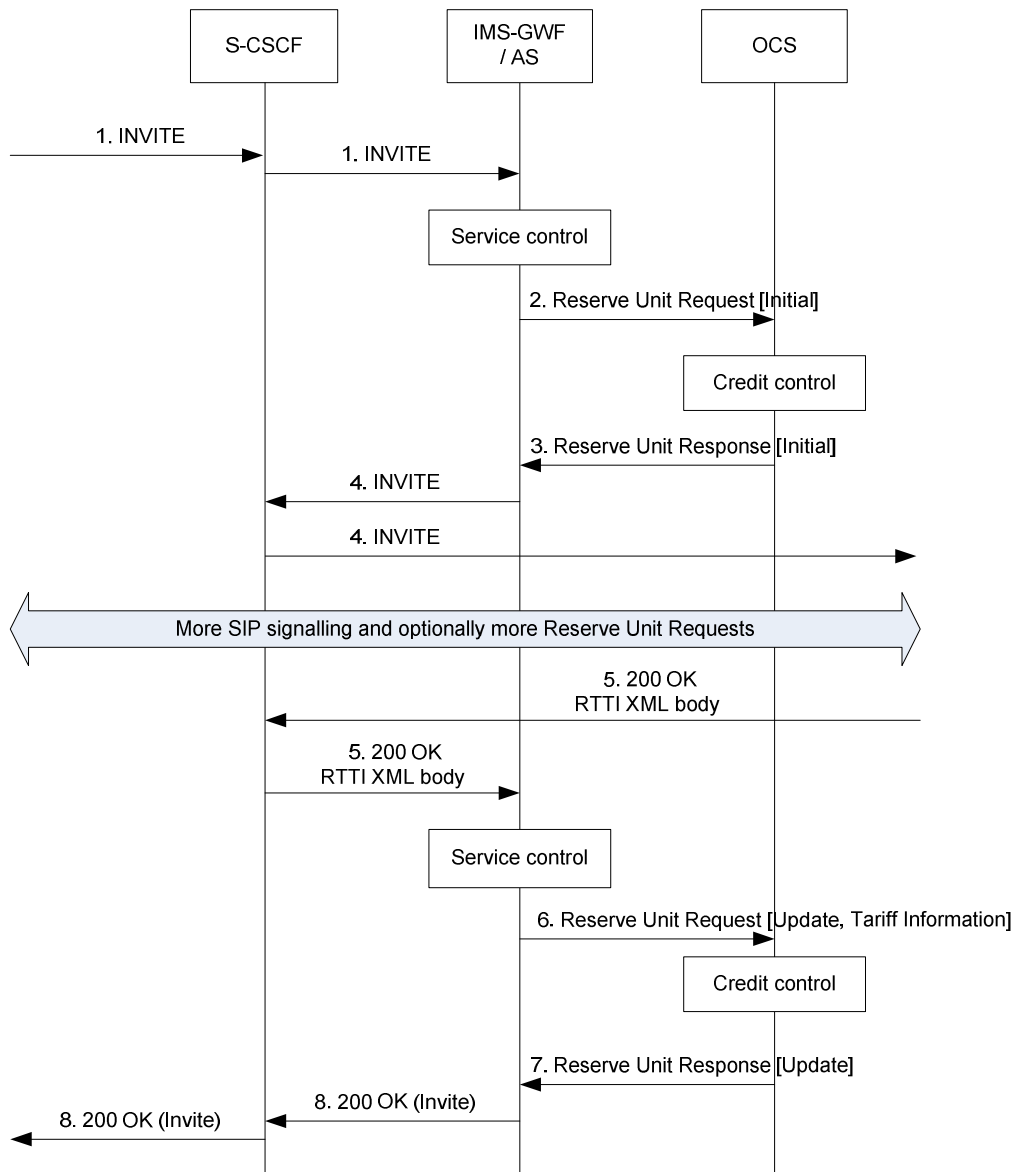 S-CSCF
IMS-GWF
/ AS
OCS
1. INVITE
1. INVITE
Service control
2. Reserve Unit Request [Initial]
Credit control
3. Reserve Unit Response [Initial]
4. INVITE
4. INVITE
More SIP signalling and optionally more Reserve Unit Requests
5. 200 OK
RTTI XML body
5. 200 OK
RTTI XML body
Service control
6. Reserve Unit Request [Update, Tariff Information]
Credit control
7. Reserve Unit Response [Update]
8. 200 OK (Invite)
8. 200 OK (Invite)